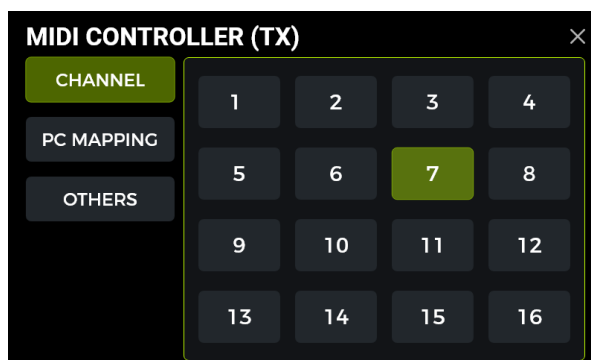 MIDI CONTROLLER (TX)
CHANNEL
PC MAPPING
OTHERS
1 2 3 4
5 6 7 8
9 10 11 12
13 14 15 16